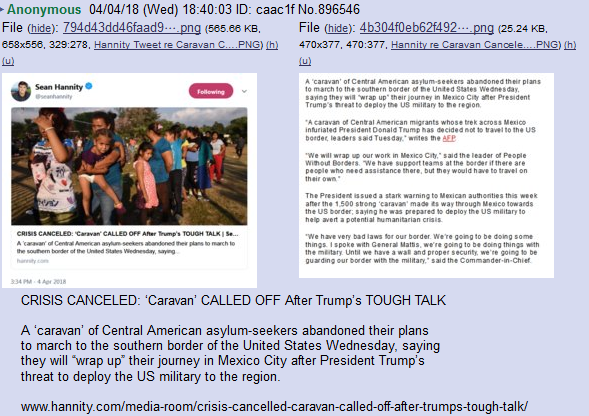 Anonymous 04/04/18 (Wed) 18:40:03 ID: caac1f No.896546
File (hide): 794d43dd46faad9⋯.png (565.66 KB,
658x556, 329:278, Hannity Tweet re Caravan C....PNG) (h)
(u)
File (hide): 4b304f0eb62f492⋯.png (25.24 KB,
470x377, 470:377, Hannity re Caravan Cancele....PNG) (h)
(u)
Sean Hannity
@seanhannity
Following
CRISIS CANCELED: ‘Caravan’ CALLED OFF After Trump’s TOUGH TALK | Se...
A ‘caravan’ of Central American asylum-seekers abandoned their plans to march to
the southern border of the United States Wednesday, saying...
hannity.com
3:34 PM - 4 Apr 2018
A ‘caravan’ of Central American asylum-seekers abandoned their plans
to march to the southern border of the United States Wednesday,
saying they will “wrap up” their journey in Mexico City after President
Trump’s threat to deploy the US military to the region.
“A caravan of Central American migrants whose trek across Mexico
infuriated President Donald Trump has decided not to travel to the US
border, leaders said Tuesday,” writes the AFP.
“We will wrap up our work in Mexico City,” said the leader of People
Without Borders. “We have support teams at the border if there are
people who need assistance there, but they would have to travel on
their own.”
The President issued a stark warning to Mexican authorities this week
after the 1,500 strong ‘caravan’ made its way through Mexico towards
the US border; saying he was prepared to deploy the US military to
help avert a potential humanitarian crisis.
“We have very bad laws for our border. We’re going to be doing some
things. I spoke with General Mattis, we’re going to be doing things with
the military. Until we have a wall and proper security, we’re going to be
guarding our border with the military,” said the Commander-in-Chief.
CRISIS CANCELED: ‘Caravan’ CALLED OFF After Trump’s TOUGH TALK
A ‘caravan’ of Central American asylum-seekers abandoned their plans
to march to the southern border of the United States Wednesday, saying
they will “wrap up” their journey in Mexico City after President Trump’s
threat to deploy the US military to the region.
www.hannity.com/media-room/crisis-cancelled-caravan-called-off-after-trumps-tough-talk/